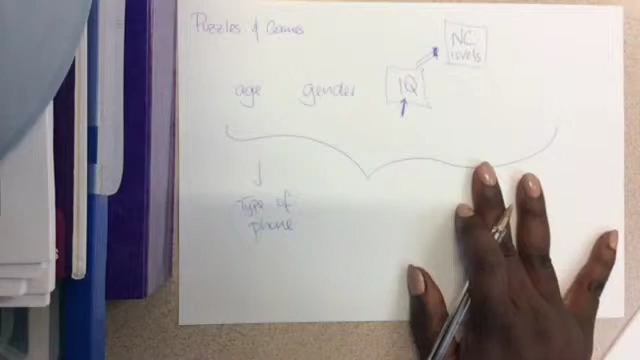 Puzzles & Games
NC
levels
age gender IQ
Type of
phone